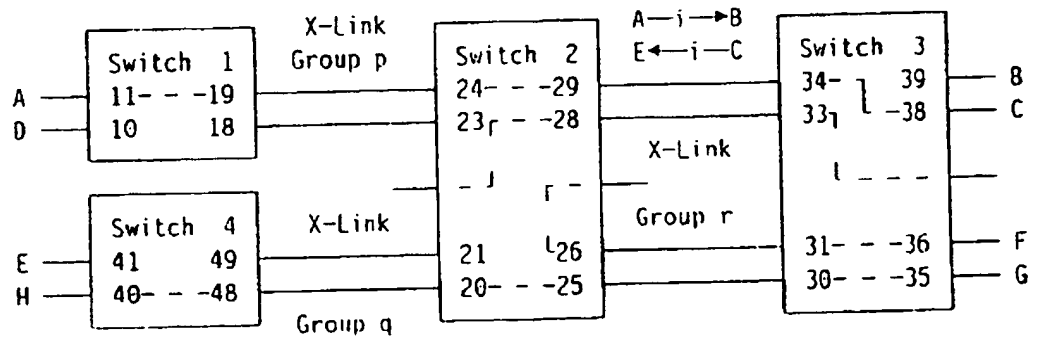 X-Link
Group p
A—i→B
E←i—C
Switch 1
11- - -19
10 18
A
D
Switch 2
24- - -29
23 - -28
21 26
20- - -25
Switch 3
34- 39
33 -38
31- - -36
30- - -35
B
C
F
G
X-Link
Group r
Switch 4
41 49
40- - -48
E
H
X-Link
Group q